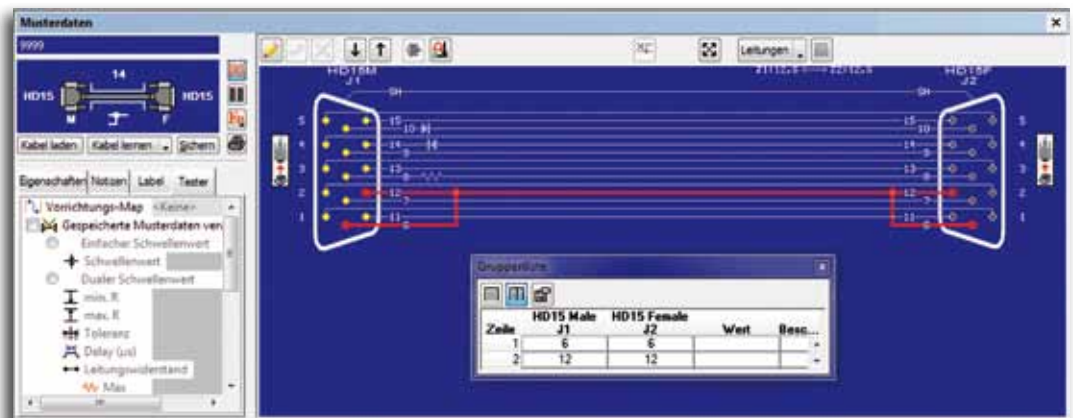 Musterdaten
9999
14
HD15
HD15
M
F
Kabel laden
Kabel lernen
Sichern
Eigenschaften
Notizen
Label
Tester
Vorrichtungs-Map <Keine>
Gespeicherte Musterdaten ver
Einfacher Schwellenwert
Schwellenwert
Dualer Schwellenwert
min. R
max. R
Toleranz
Delay (us)
Leitungswiderstand
Max
Leitungen
HD15M
J1
HD15F
J2
SH
SH
5
15
15
5
10
10
4
14
14
4
9
9
3
13
13
3
8
8
2
12
12
2
7
7
1
11
11
1
6
6
Gruppenliste
HD15 Male
HD15 Female
Zeile
J1
J2
Wert
Besc...
1
6
6
2
12
12